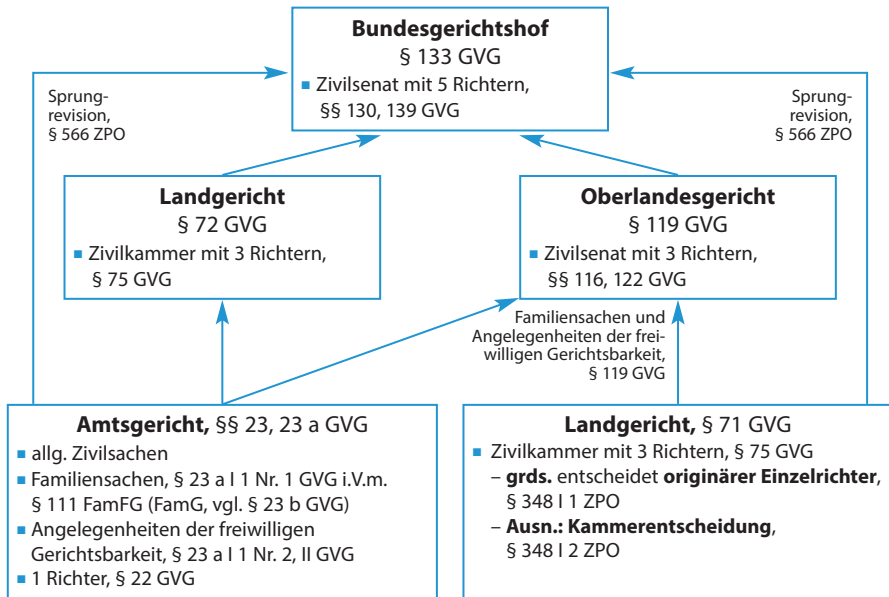 Bundesgerichtshof
§ 133 GVG
■ Zivilsenat mit 5 Richtern,
§§ 130, 139 GVG
Sprung-
revision,
§ 566 ZPO
Sprung-
revision,
§ 566 ZPO
Landgericht
§ 72 GVG
■ Zivilkammer mit 3 Richtern,
§ 75 GVG
Oberlandesgericht
§ 119 GVG
■ Zivilsenat mit 3 Richtern,
§§ 116, 122 GVG
Familiensachen und
Angelegenheiten der frei-
willigen Gerichtsbarkeit,
§ 119 GVG
Amtsgericht, §§ 23, 23 a GVG
■ allg. Zivilsachen
■ Familiensachen, § 23 a I 1 Nr. 1 GVG i.V.m.
§ 111 FamFG (FamG, vgl. § 23 b GVG)
■ Angelegenheiten der freiwilligen
Gerichtsbarkeit, § 23 a I 1 Nr. 2, II GVG
■ 1 Richter, § 22 GVG
Landgericht, § 71 GVG
■ Zivilkammer mit 3 Richtern, § 75 GVG
– grds. entscheidet originärer Einzelrichter,
§ 348 I 1 ZPO
– Ausn.: Kammerentscheidung,
§ 348 I 2 ZPO